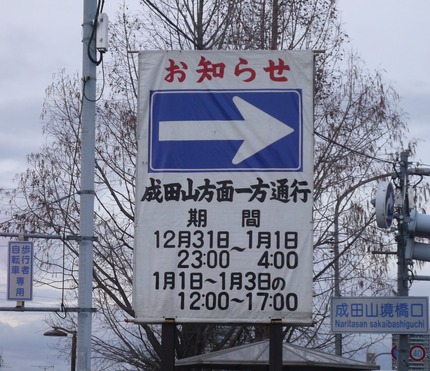 お知らせ
成田山方面一方通行
期間
12月31日～1月1日
23:00　4:00
1月1日～1月3日の
12:00～17:00
歩行者
自転車
専用
成田山境橋口
Naritasan sakaibashiguchi